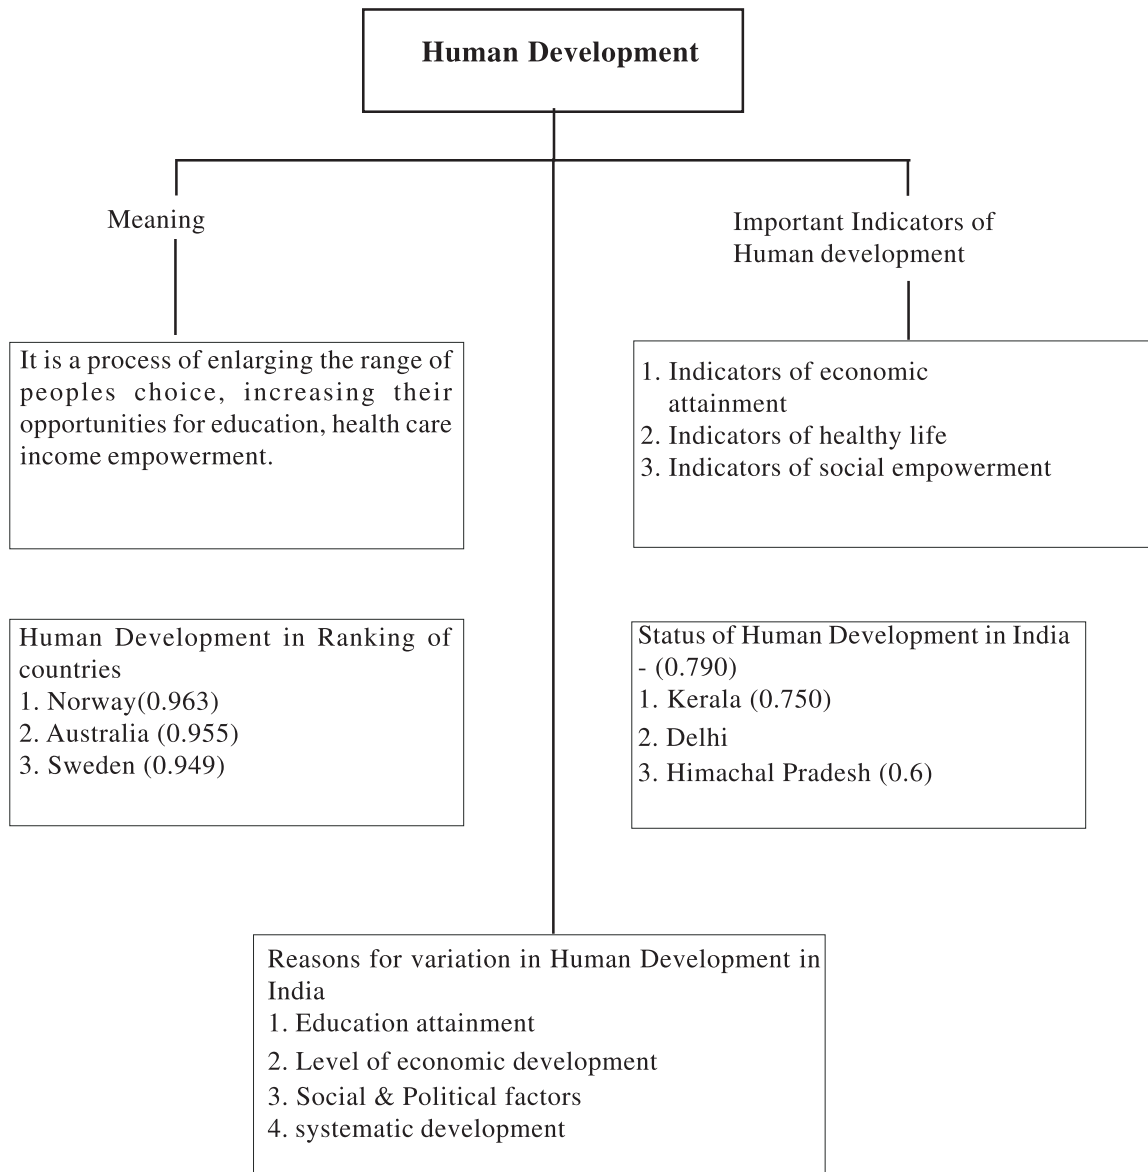 Human Development
Meaning
Important Indicators of
Human development
It is a process of enlarging the range of
peoples choice, increasing their
opportunities for education, health care
income empowerment.
1. Indicators of economic
attainment
2. Indicators of healthy life
3. Indicators of social empowerment
Human Development in Ranking of
countries
1. Norway(0.963)
2. Australia (0.955)
3. Sweden (0.949)
Status of Human Development in India
- (0.790)
1. Kerala (0.750)
2. Delhi
3. Himachal Pradesh (0.6)
Reasons for variation in Human Development in
India
1. Education attainment
2. Level of economic development
3. Social & Political factors
4. systematic development